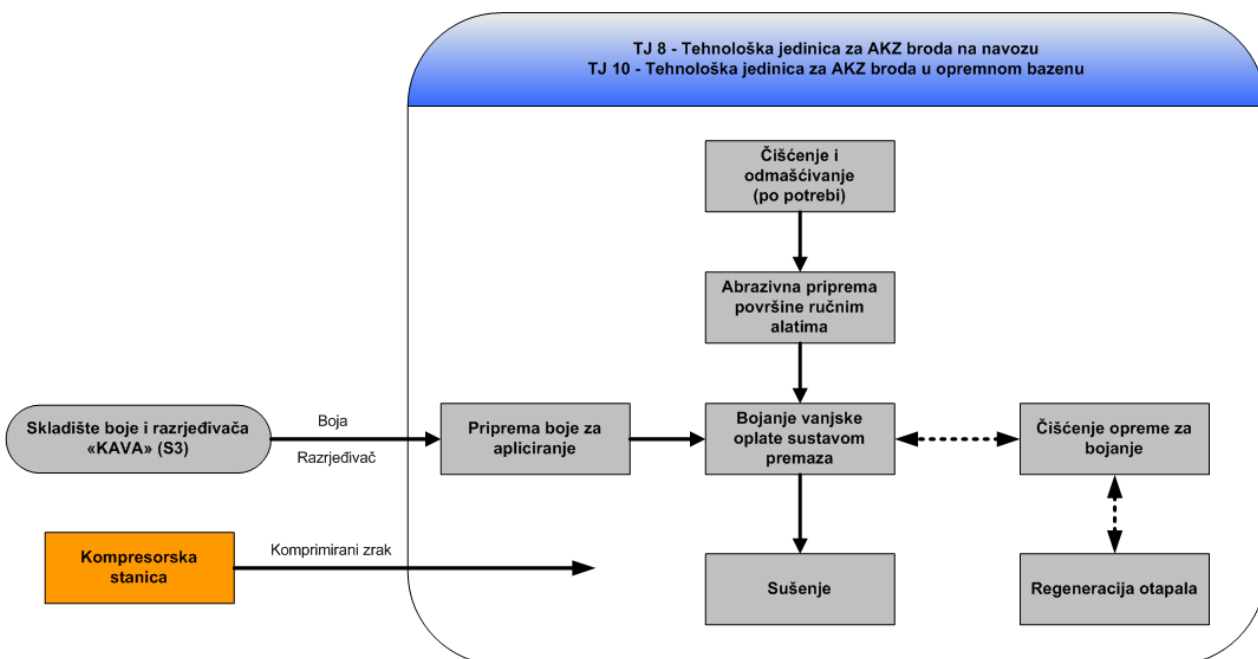 TJ 8 - Tehnološka jedinica za AKZ broda na navozu
TJ 10 - Tehnološka jedinica za AKZ broda u opremnom bazenu
Čišćenje i
odmašćivanje
(po potrebi)
Abrazivna priprema
površine ručnim
alatima
Skladište boje i razrjeđivača
«KAVA» (S3)
Boja
Razrjeđivač
Priprema boje za
apliciranje
Bojanje vanjske
oplate sustavom
premaza
Čišćenje opreme za
bojanje
Kompresorska
stanica
Komprimirani zrak
Sušenje
Regeneracija otapala